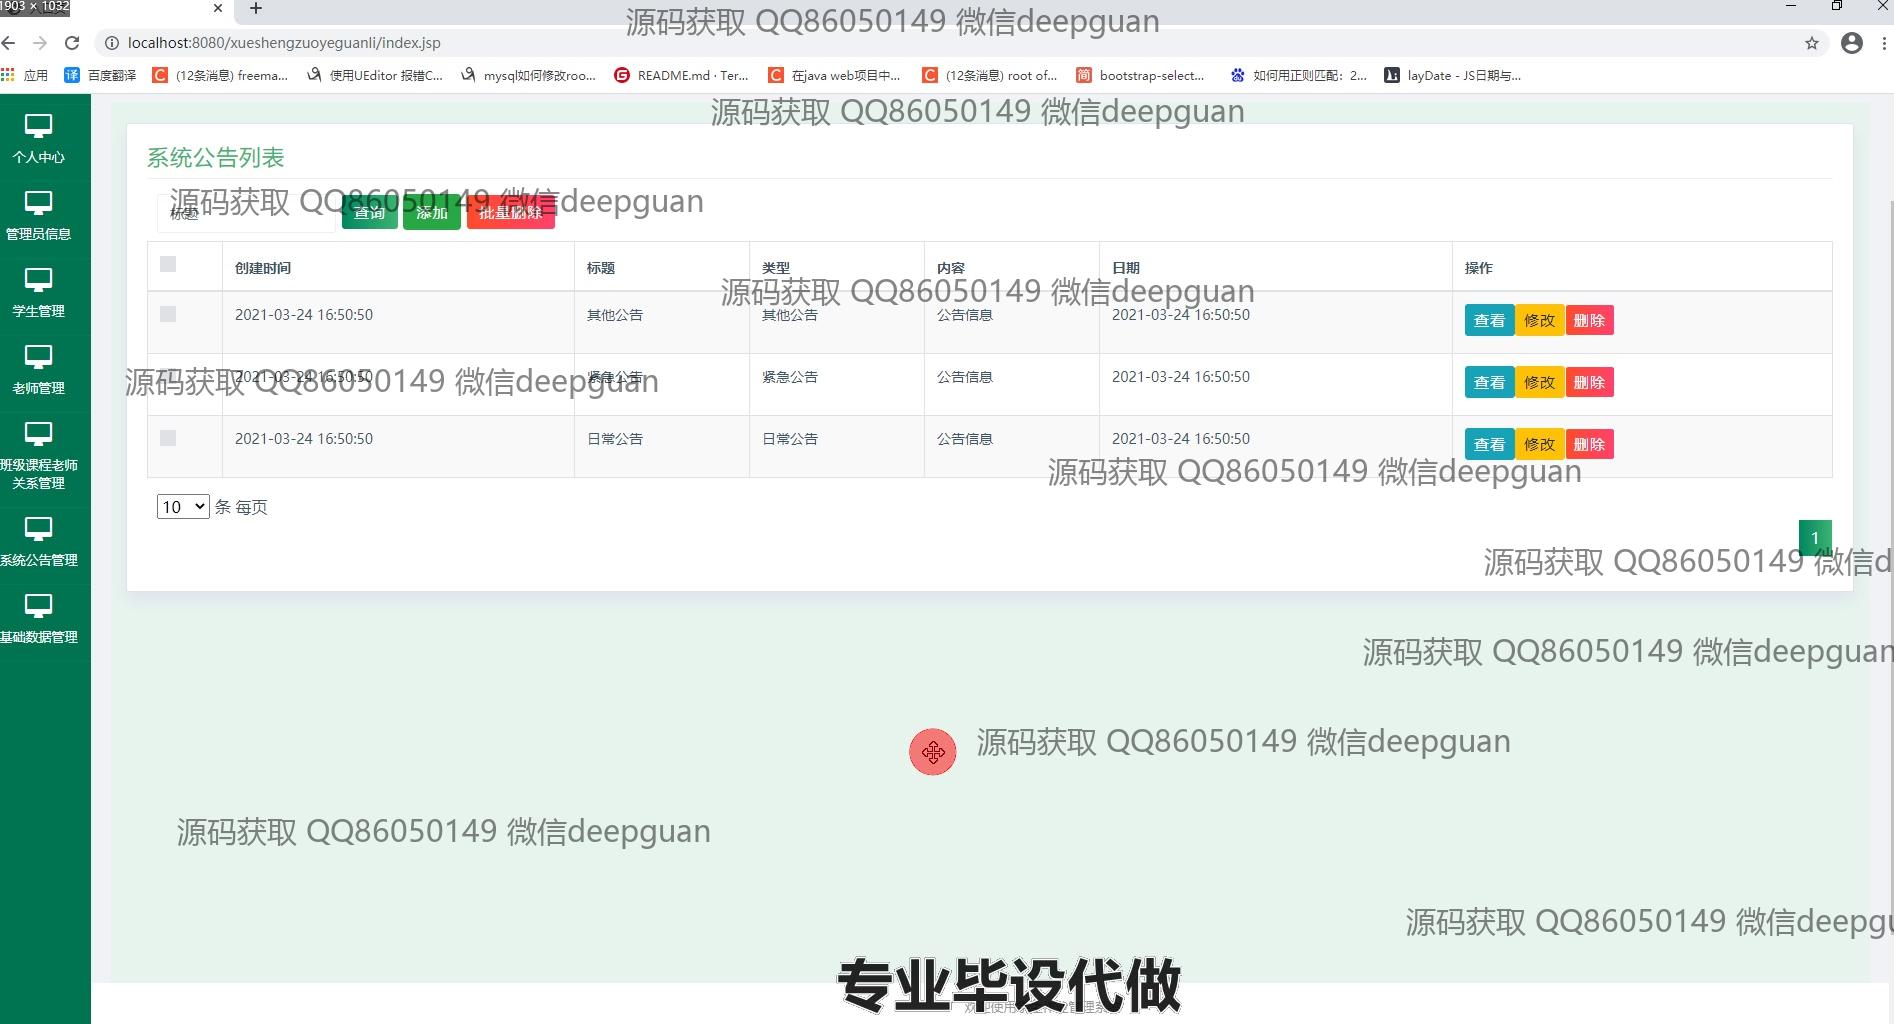 1903 × 1032
源码获取 QQ86050149 微信deepguan
localhost:8080/xueshengzuoyeguanli/index.jsp
应用 百度翻译 (12条消息) freema... 使用UEditor 报错C... mysql如何修改roo... README.md · Ter... 在java web项目中... (12条消息) root of... bootstrap-select... 如何用正则匹配：2... layDate - JS日期与...
源码获取 QQ86050149 微信deepguan
个人中心
管理员信息
学生管理
老师管理
班级课程老师
关系管理
系统公告管理
基础数据管理
系统公告列表
源码获取 QQ86050149 微信deepguan
标题 查询 添加 批量删除
创建时间 标题 类型 内容 日期 操作
源码获取 QQ86050149 微信deepguan
2021-03-24 16:50:50 其他公告 其他公告 公告信息 2021-03-24 16:50:50 查看 修改 删除
2021-03-24 16:50:50 紧急公告 紧急公告 公告信息 2021-03-24 16:50:50 查看 修改 删除
源码获取 QQ86050149 微信deepguan
2021-03-24 16:50:50 日常公告 日常公告 公告信息 2021-03-24 16:50:50 查看 修改 删除
源码获取 QQ86050149 微信deepguan
10 条 每页
1
源码获取 QQ86050149 微信d
源码获取 QQ86050149 微信deepguan
源码获取 QQ86050149 微信deepguan
源码获取 QQ86050149 微信deepguan
源码获取 QQ86050149 微信deepgu
专业毕设代做